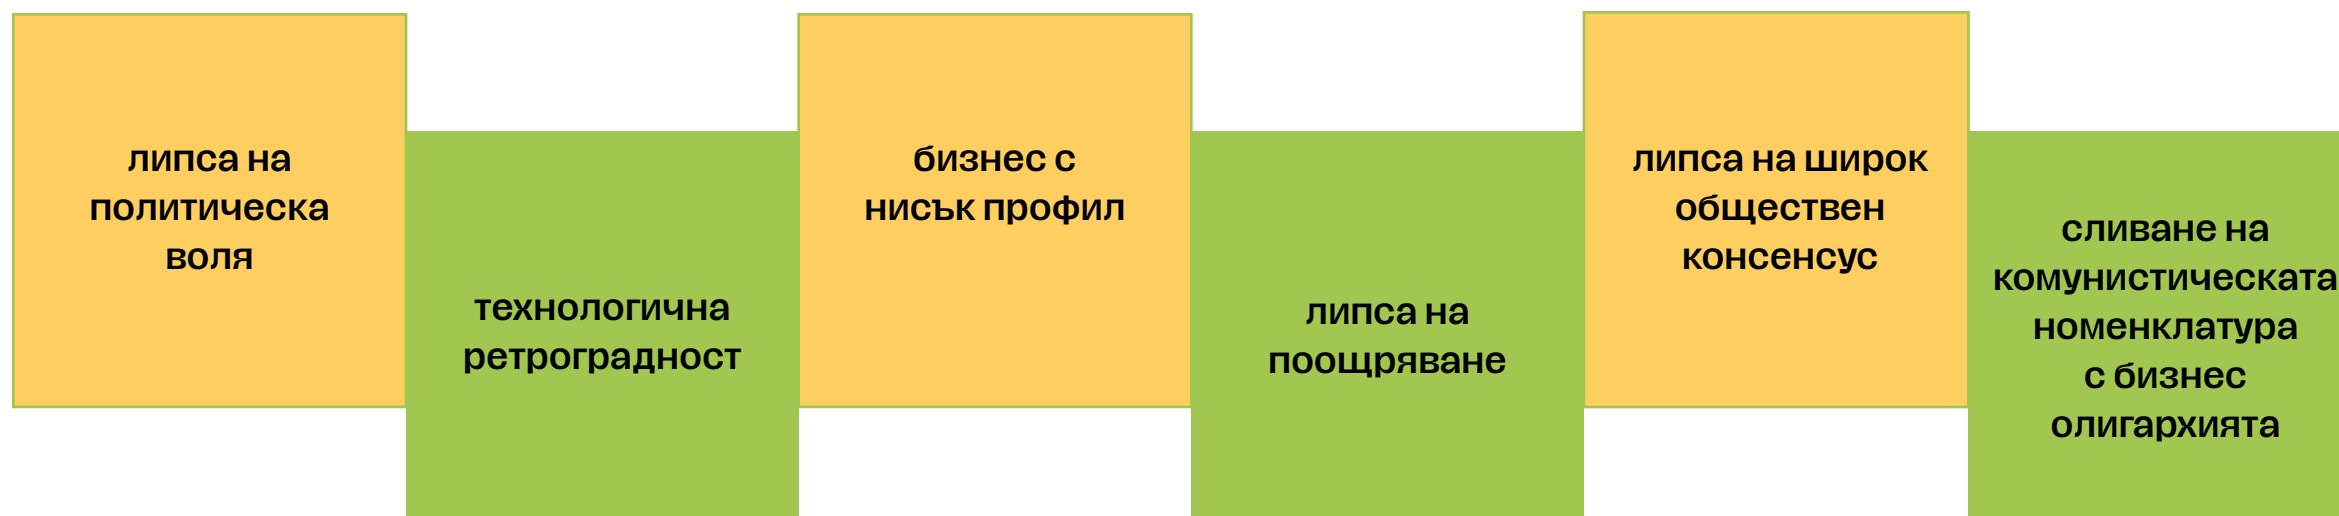 липса на
политическа
воля
технологична
ретроградност
бизнес с
нисък профил
липса на
поощряване
липса на широк
обществен
консенсус
сливане на
комунистическата
номенклатура
с бизнес
олигархията